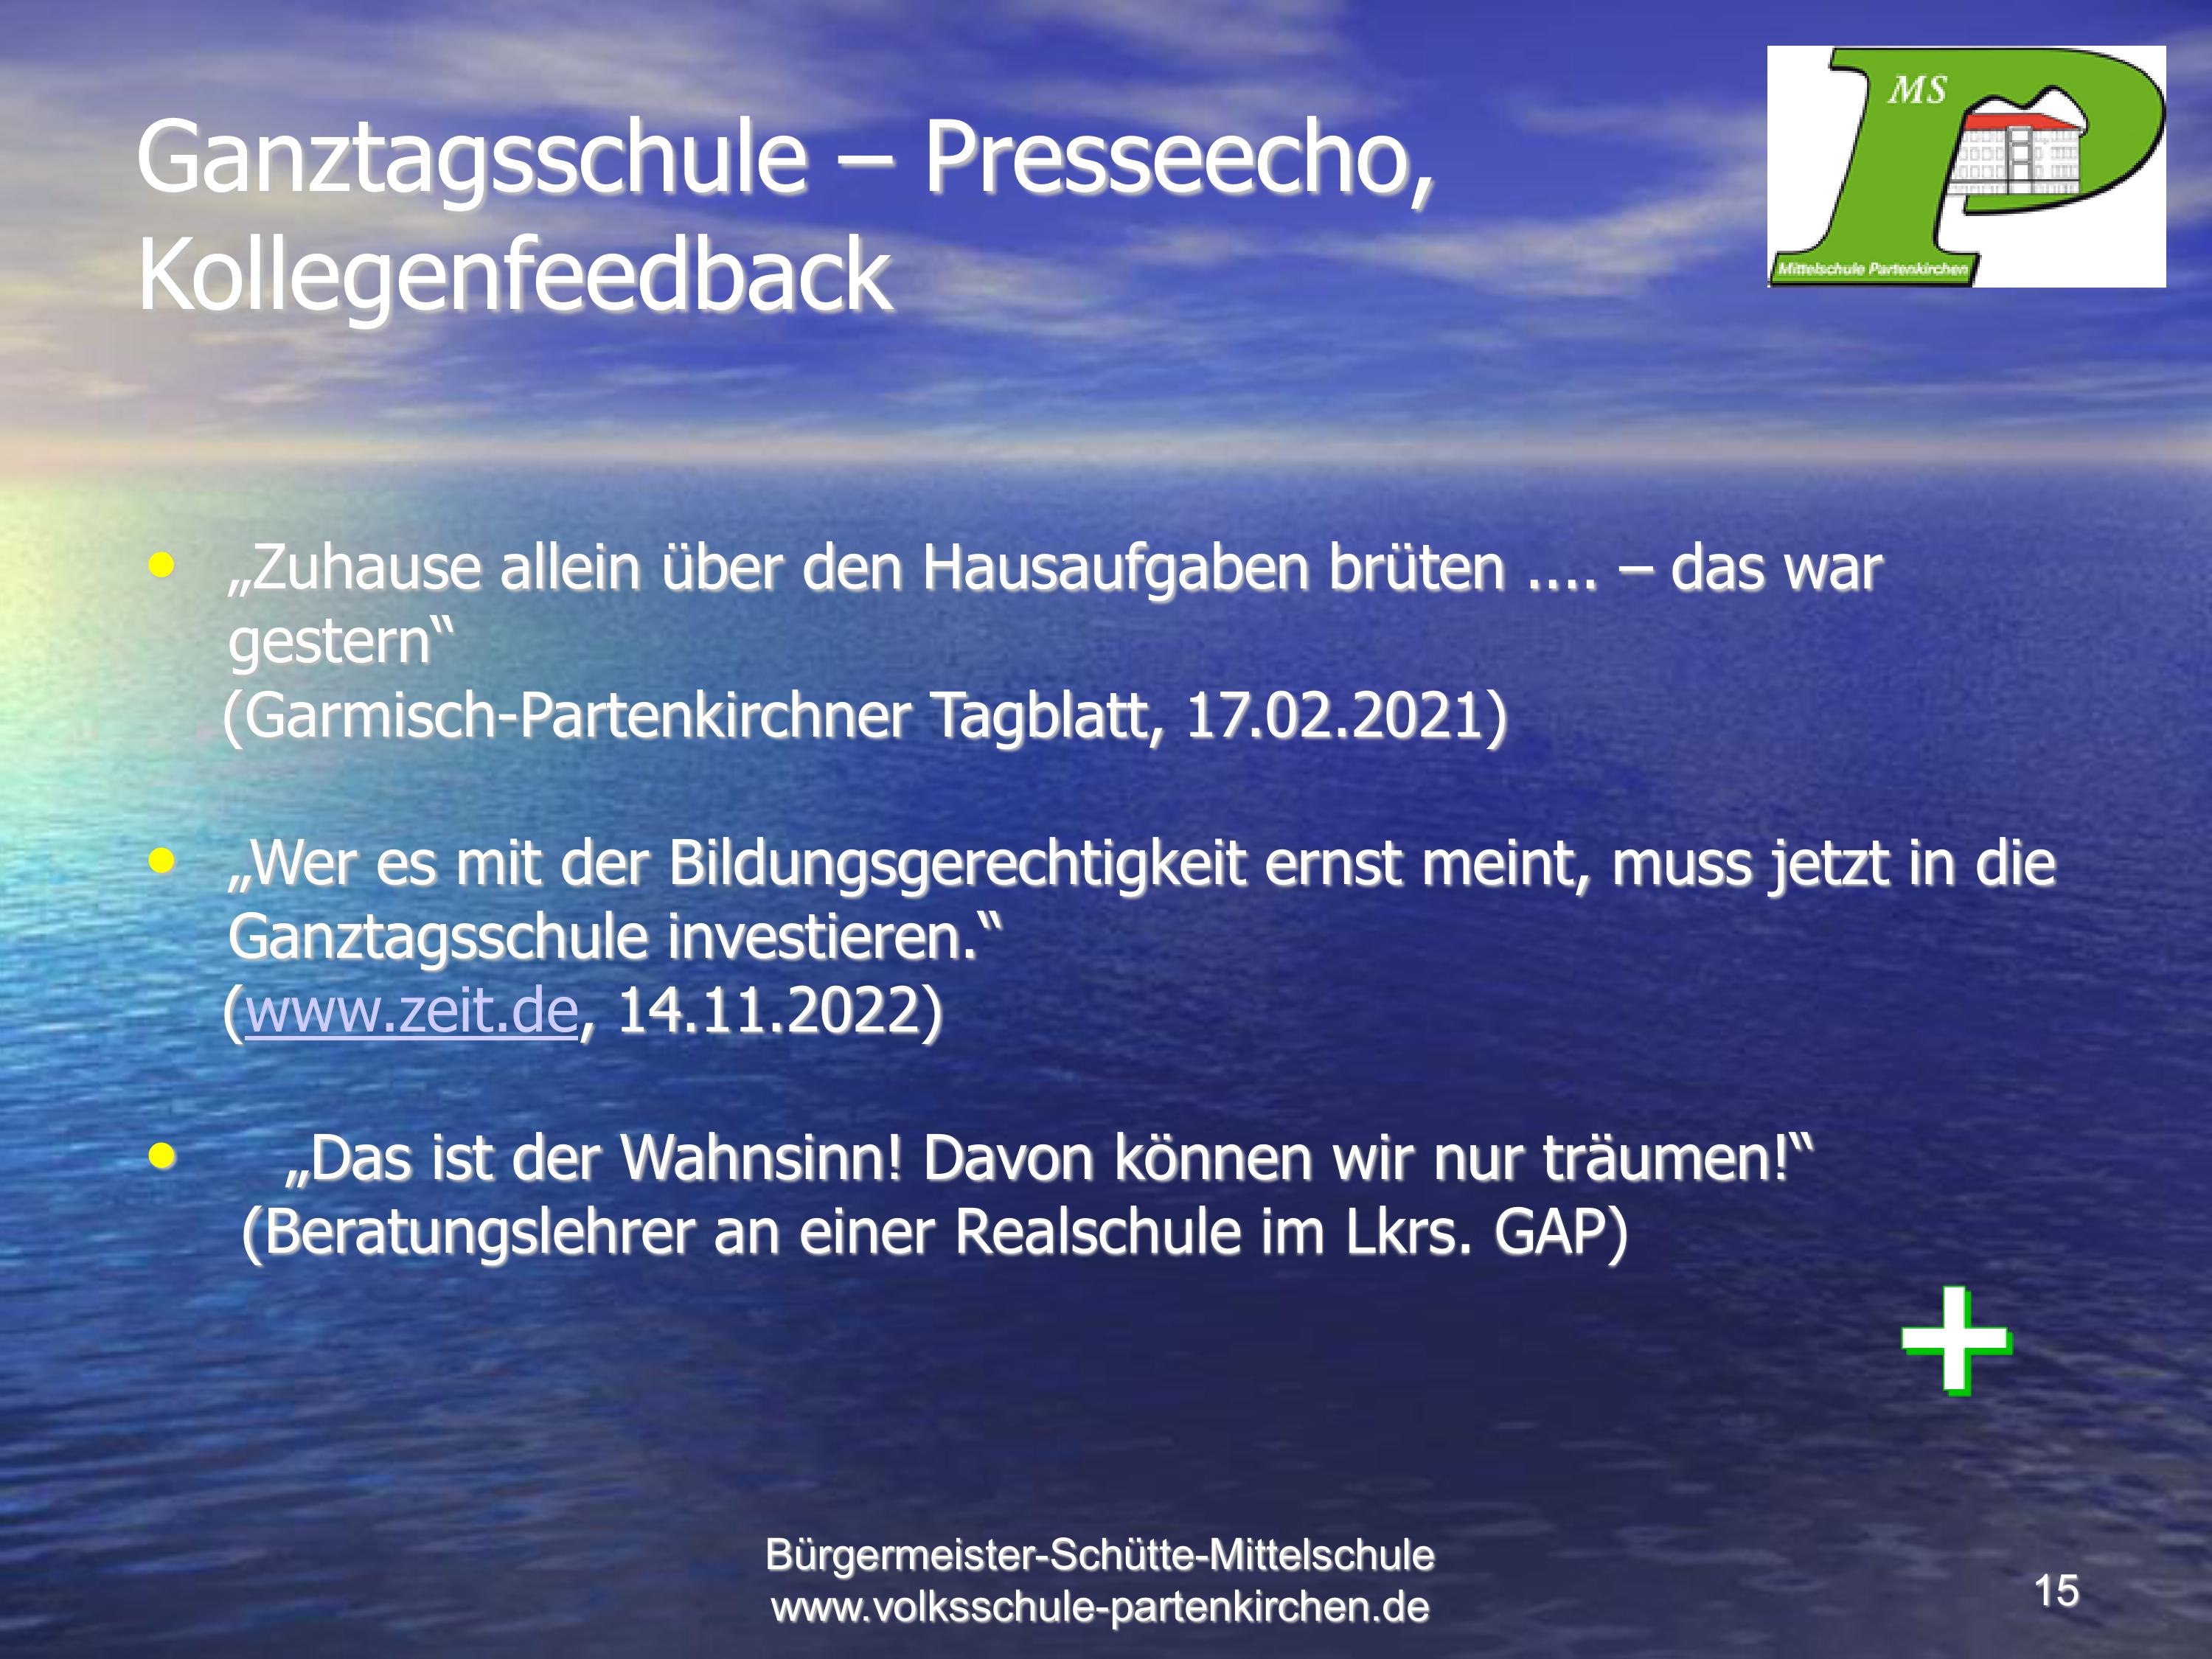 MS
Mittelschule Partenkirchen
Ganztagsschule – Presseecho,
Kollegenfeedback
• „Zuhause allein über den Hausaufgaben brüten .... – das war
gestern“
(Garmisch-Partenkirchner Tagblatt, 17.02.2021)
• „Wer es mit der Bildungsgerechtigkeit ernst meint, muss jetzt in die
Ganztagsschule investieren.“
(www.zeit.de, 14.11.2022)
• „Das ist der Wahnsinn! Davon können wir nur träumen!“
(Beratungslehrer an einer Realschule im Lkrs. GAP)
+
Bürgermeister-Schütte-Mittelschule
www.volksschule-partenkirchen.de
15